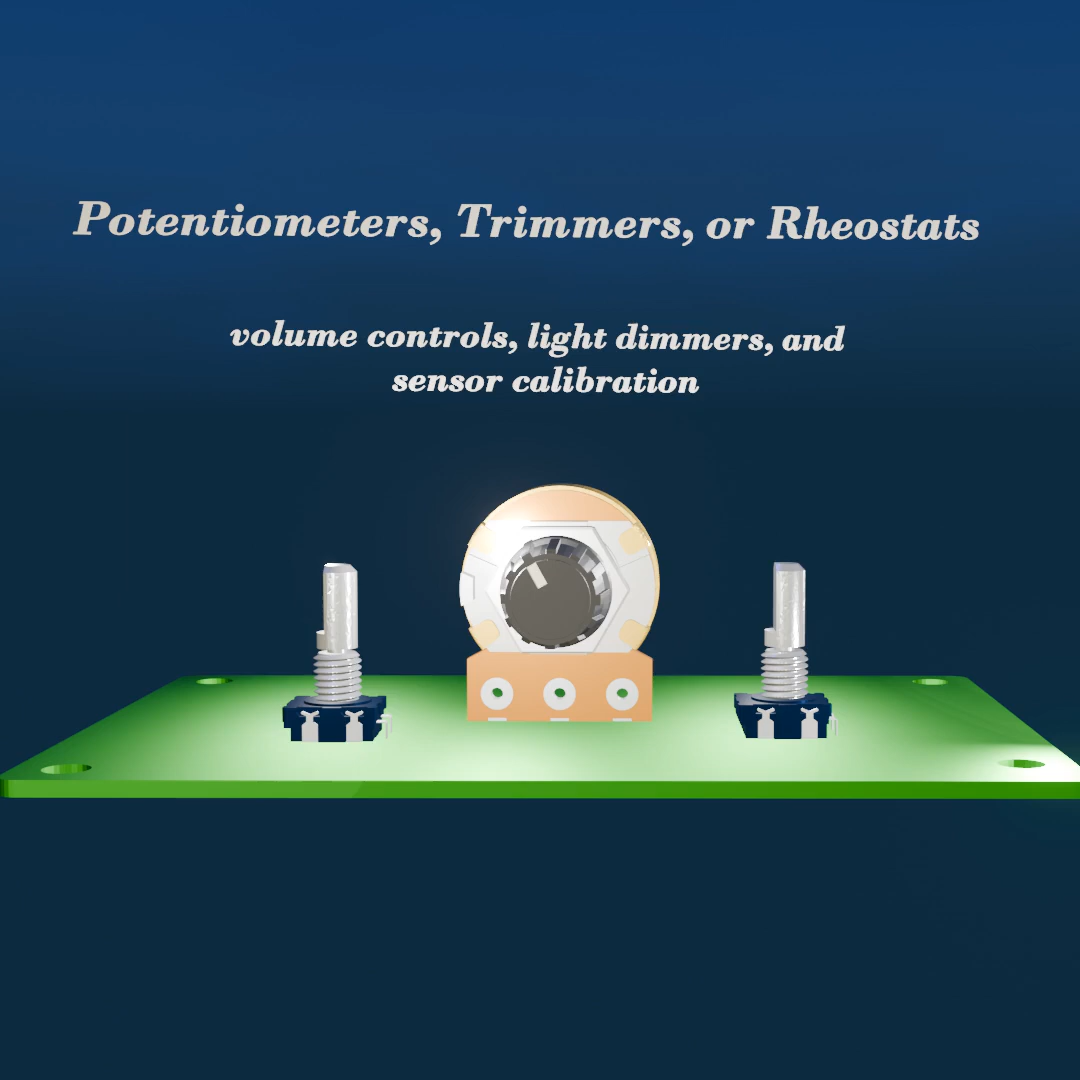 Potentiometers, Trimmers, or Rheostats
volume controls, light dimmers, and
sensor calibration